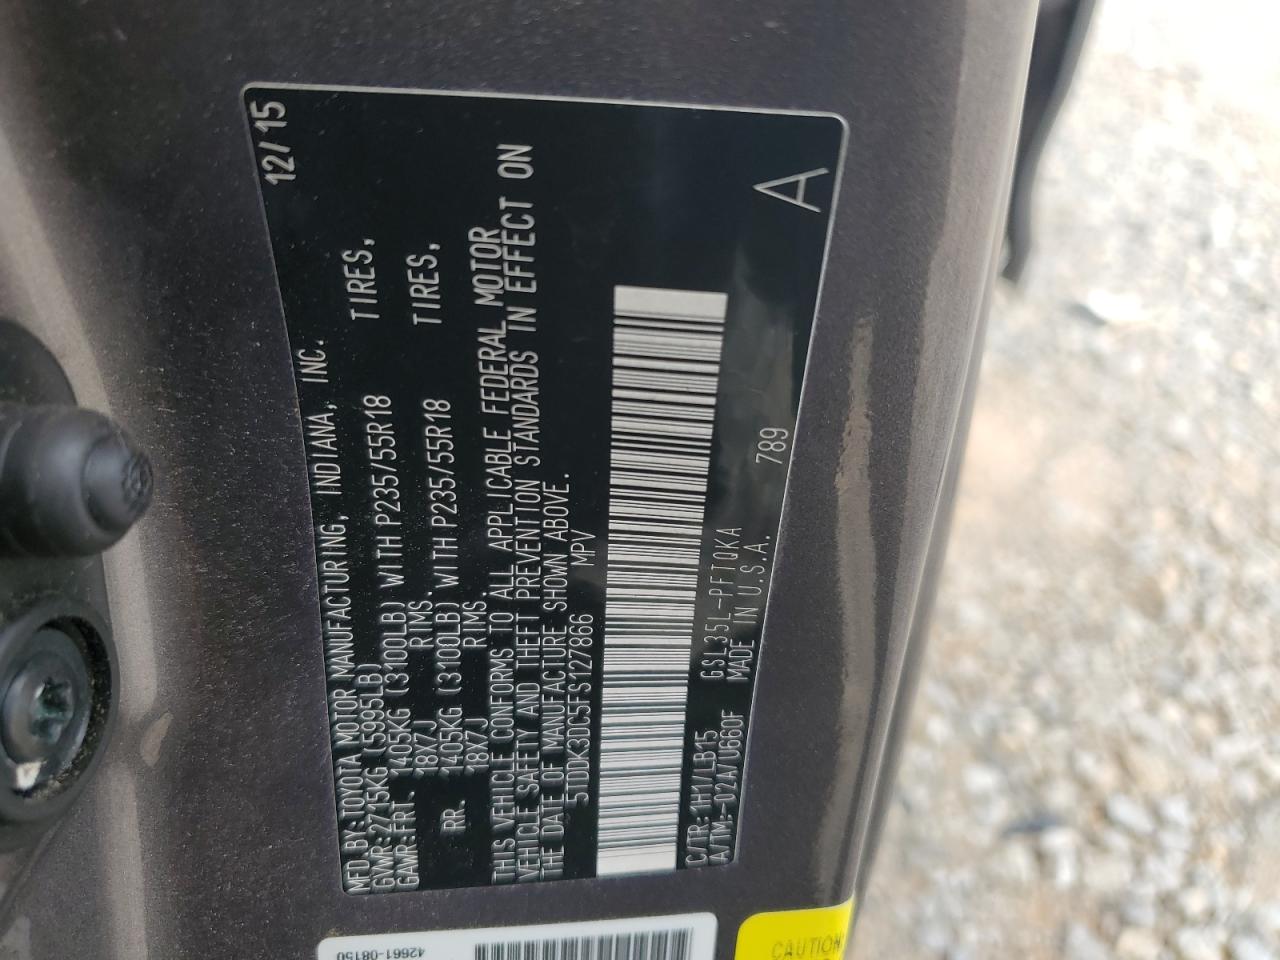 MFD. BY: TOYOTA MOTOR MANUFACTURING, INDIANA, INC. 12/15
GVWR: 2715KG (5995LB)
GAWR: FRT. 1405KG (3100LB) WITH P235/55R18 TIRES,
18X7J RIMS.
RR. 1405KG (3100LB) WITH P235/55R18 TIRES,
18X7J RIMS.
THIS VEHICLE CONFORMS TO ALL APPLICABLE FEDERAL MOTOR
VEHICLE SAFETY AND THEFT PREVENTION STANDARDS IN EFFECT ON
THE DATE OF MANUFACTURE SHOWN ABOVE.
5TDDK3DC5FS127866 MPV
C/TR: 1H1/LB15 GSL35L-PFTQKA
A/TM:-02A/U660F MADE IN U.S.A. 789
A
42661-08150
CAUTION